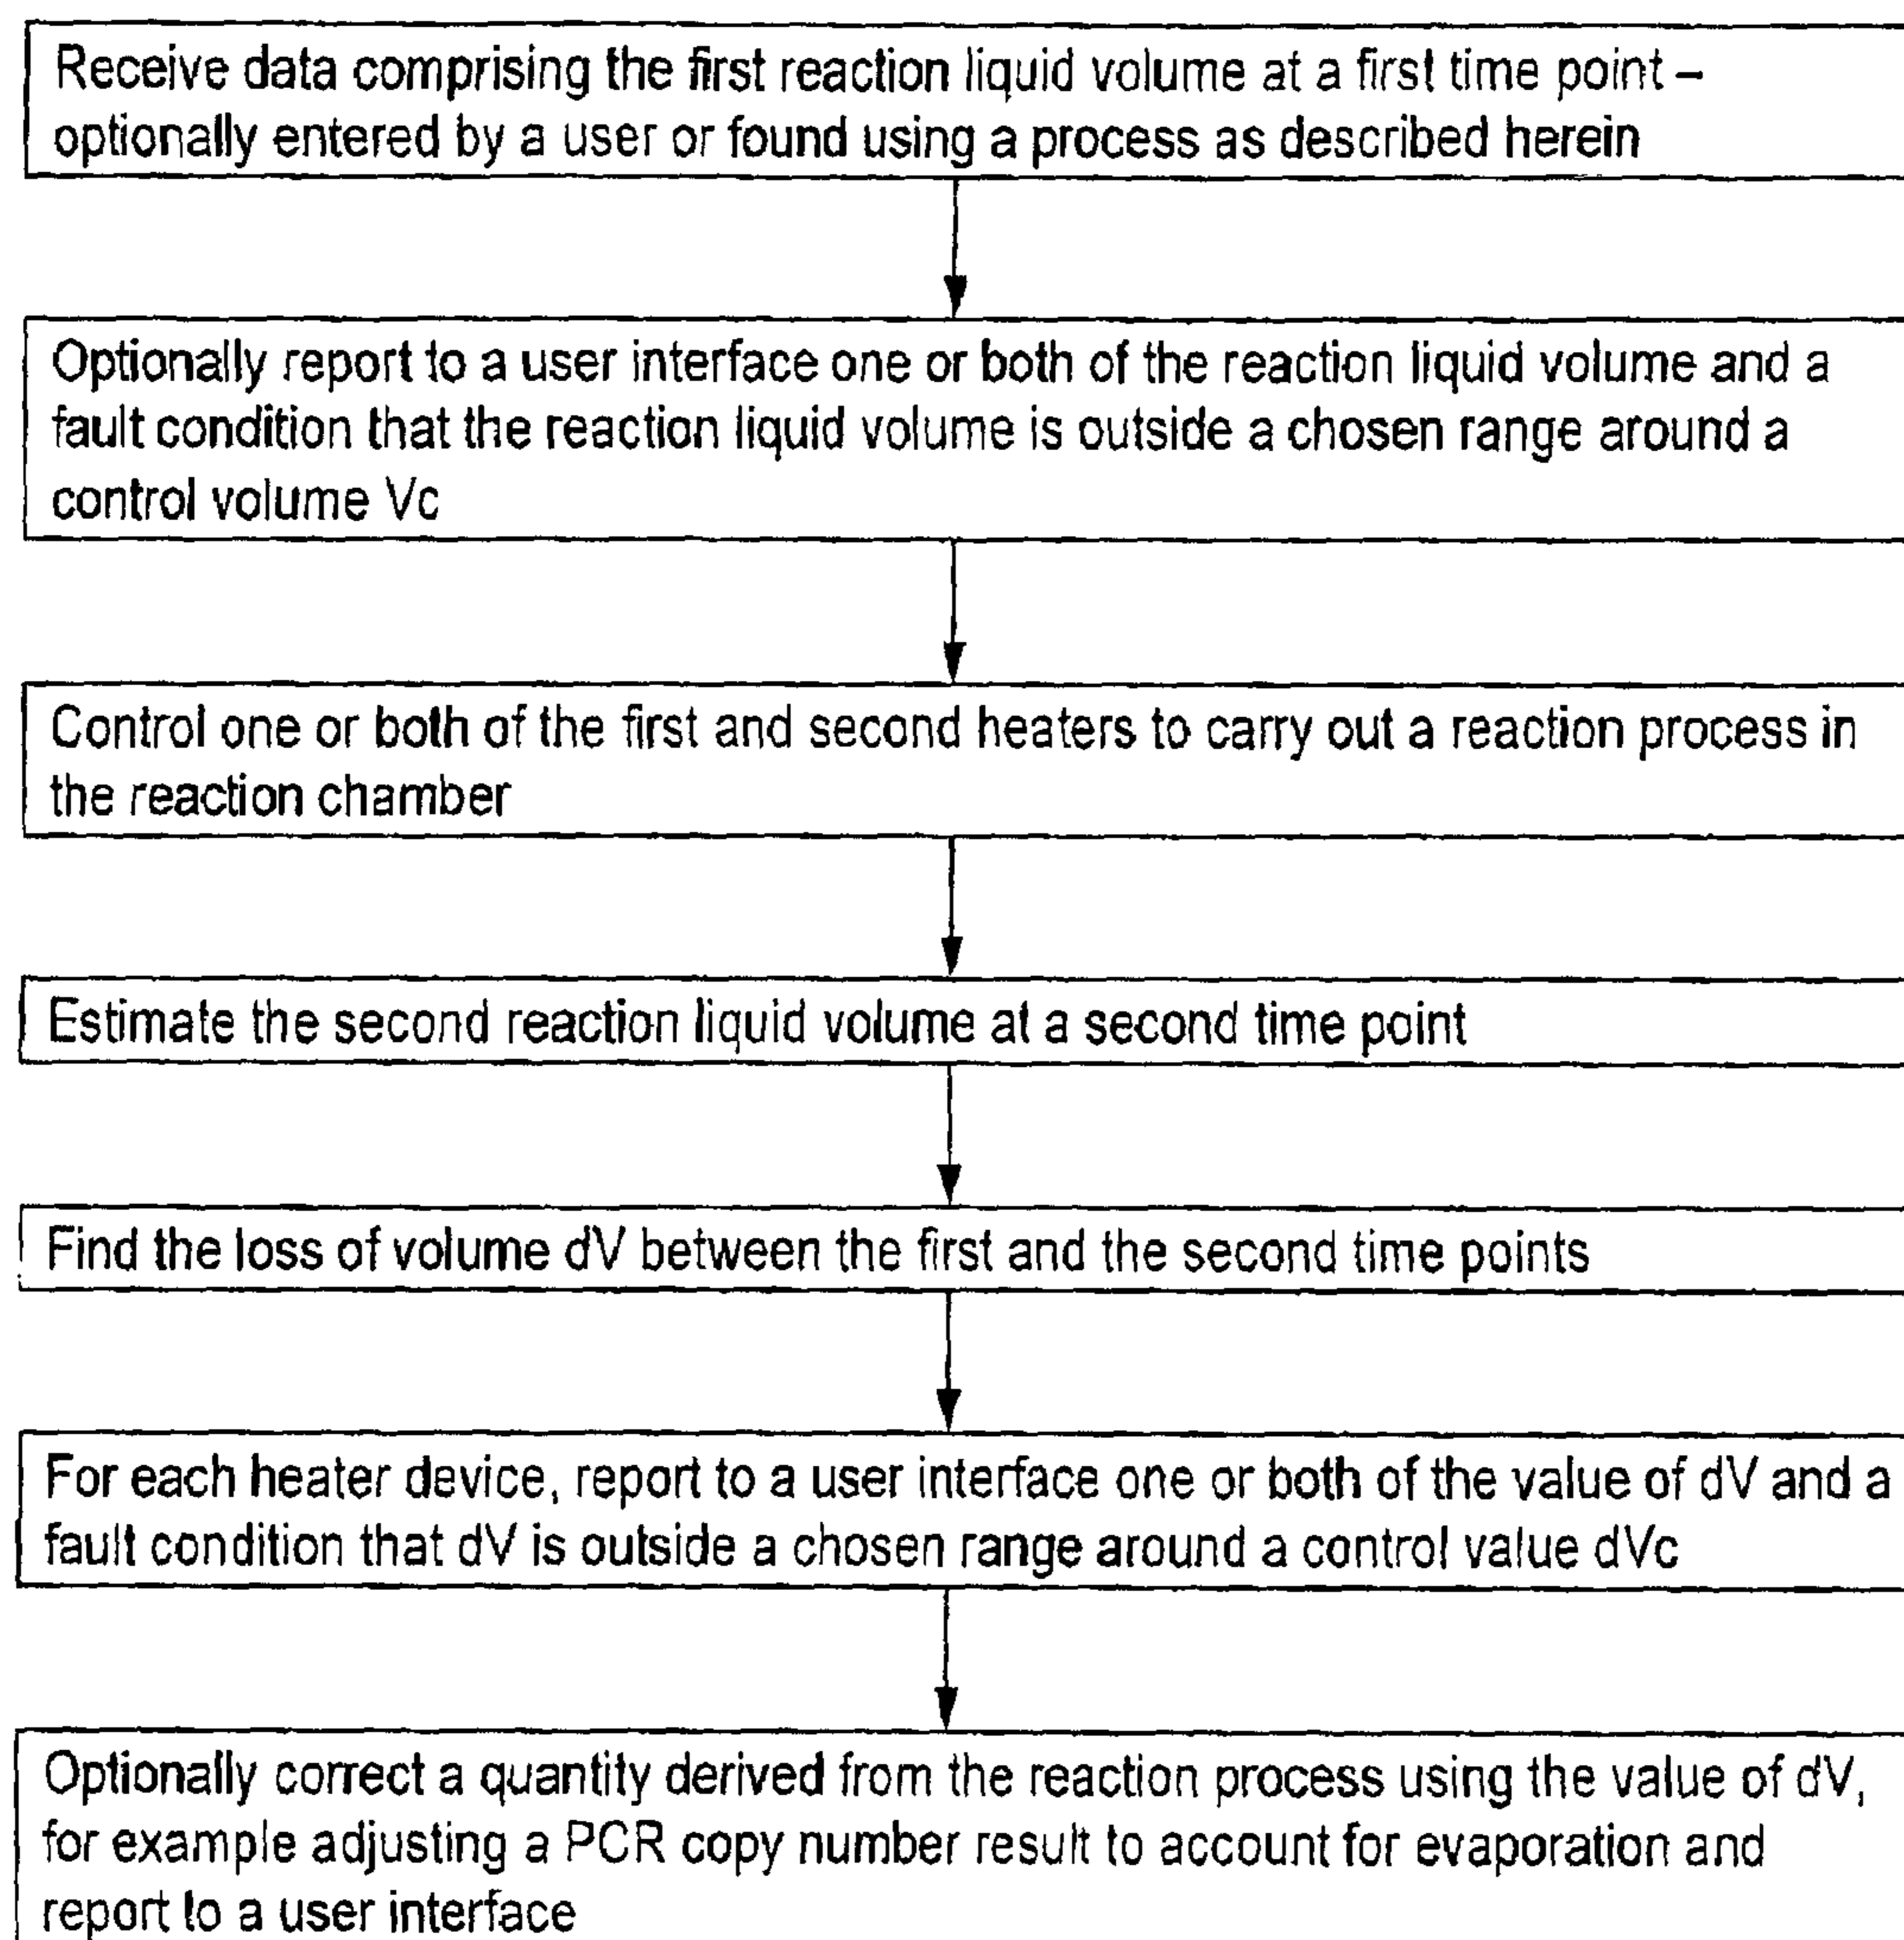 Receive data comprising the first reaction liquid volume at a first time point –
optionally entered by a user or found using a process as described herein
Optionally report to a user interface one or both of the reaction liquid volume and a
fault condition that the reaction liquid volume is outside a chosen range around a
control volume Vc
Control one or both of the first and second heaters to carry out a reaction process in
the reaction chamber
Estimate the second reaction liquid volume at a second time point
Find the loss of volume dV between the first and the second time points
For each heater device, report to a user interface one or both of the value of dV and a
fault condition that dV is outside a chosen range around a control value dVc
Optionally correct a quantity derived from the reaction process using the value of dV,
for example adjusting a PCR copy number result to account for evaporation and
report to a user interface